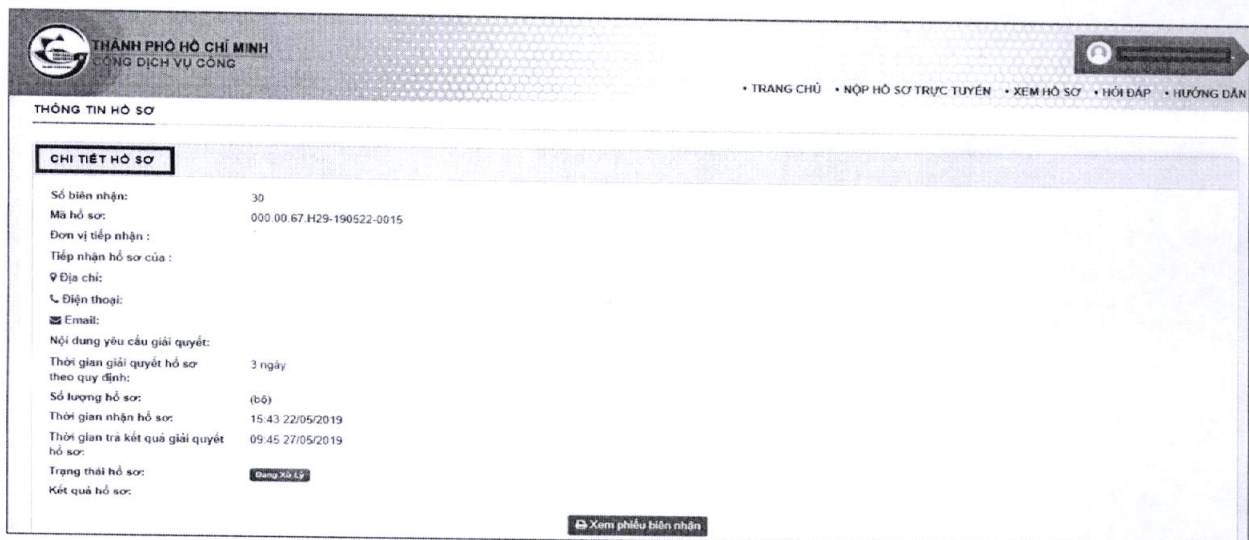 THÀNH PHỐ HỒ CHÍ MINH
CỔNG DỊCH VỤ CÔNG
• TRANG CHỦ • NỘP HỒ SƠ TRỰC TUYẾN • XEM HỒ SƠ • HỎI ĐÁP • HƯỚNG DẪN
THÔNG TIN HỒ SƠ
CHI TIẾT HỒ SƠ
Số biên nhận: 30
Mã hồ sơ: 000.00.67.H29-190522-0015
Đơn vị tiếp nhận :
Tiếp nhận hồ sơ của :
Địa chỉ:
Điện thoại:
Email:
Nội dung yêu cầu giải quyết:
Thời gian giải quyết hồ sơ 3 ngày
theo quy định:
Số lượng hồ sơ: (bộ)
Thời gian nhận hồ sơ: 15:43 22/05/2019
Thời gian trả kết quả giải quyết 09:45 27/05/2019
hồ sơ:
Trạng thái hồ sơ: Đang Xử Lý
Kết quả hồ sơ:
Xem phiếu biên nhận